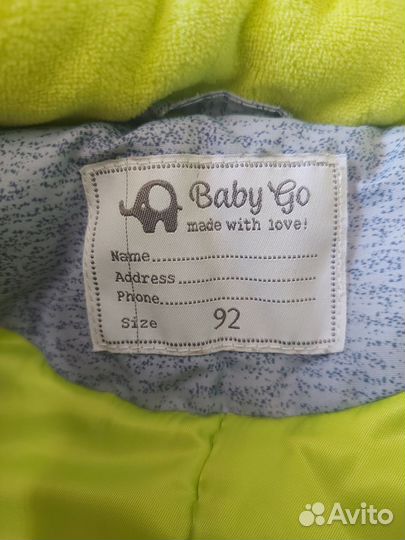 Baby Go
made with love!
Name
Address
Phone
Size 92
Avito